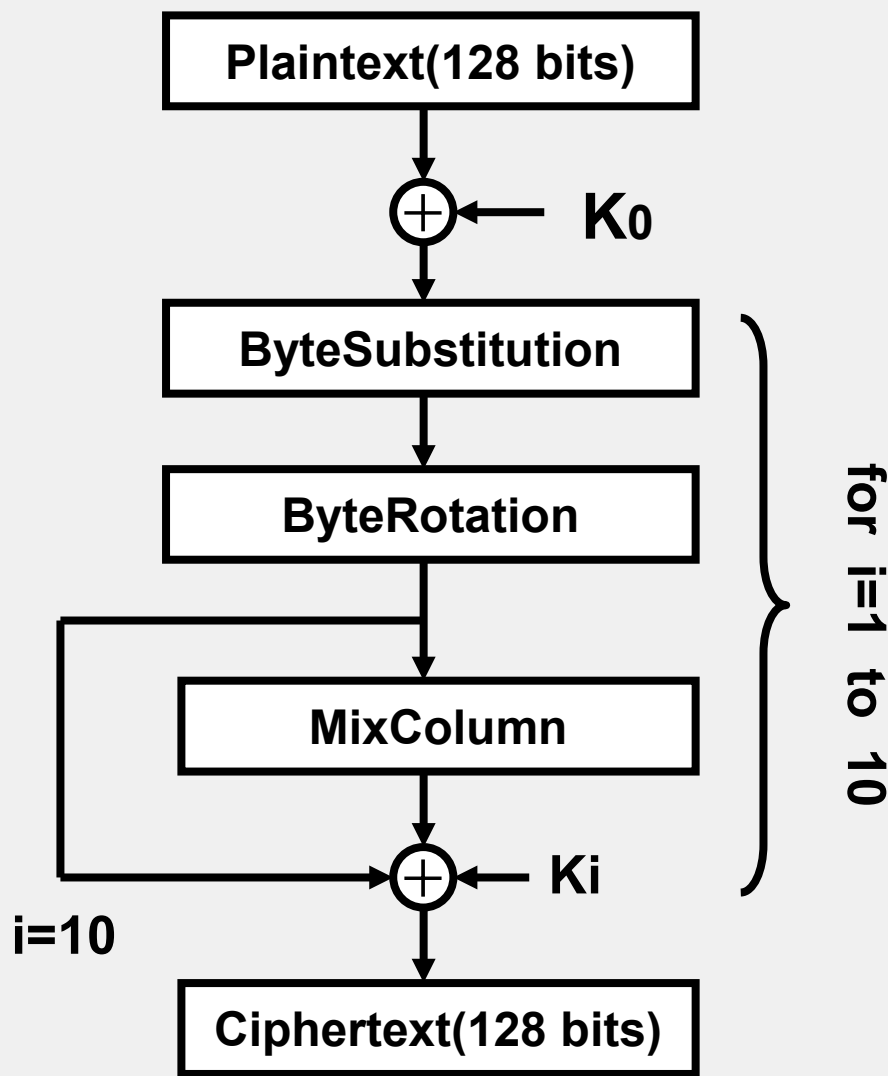 Plaintext(128 bits)
K0
ByteSubstitution
ByteRotation
MixColumn
for i=1 to 10
Ki
i=10
Ciphertext(128 bits)